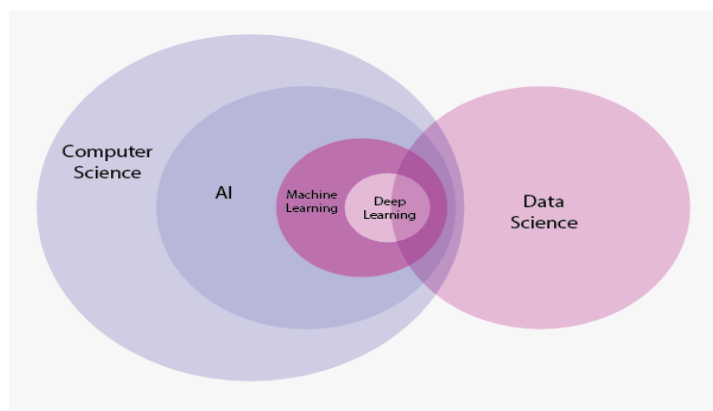 Computer
Science
AI
Machine
Learning
Deep
Learning
Data
Science